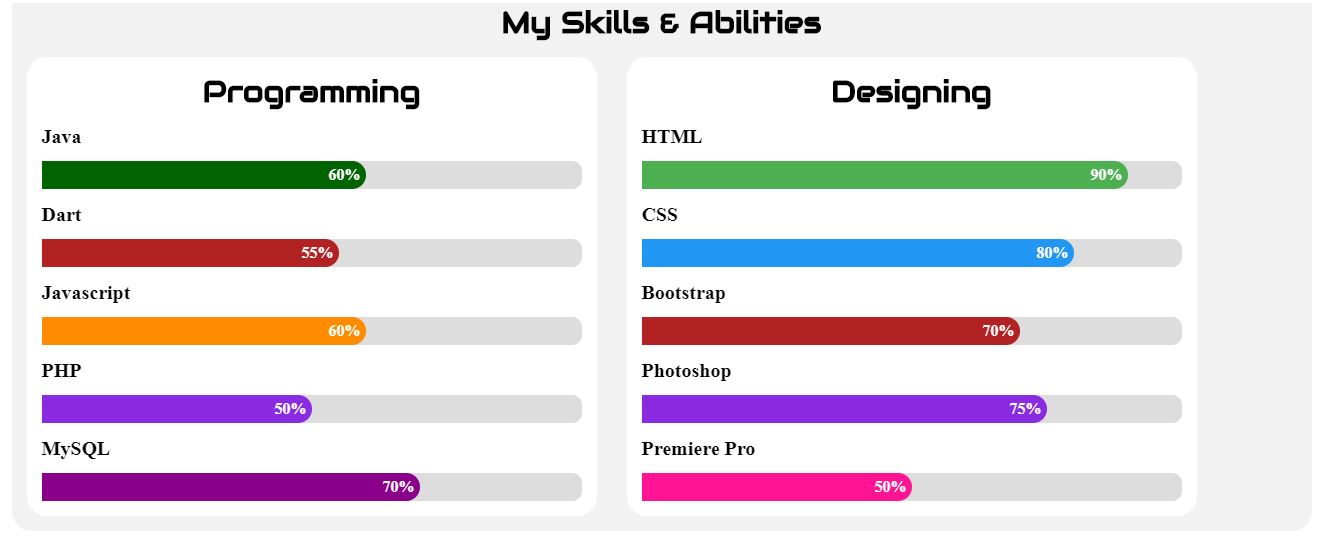 My Skills & Abilities
Programming
Java
60%
Dart
55%
Javascript
60%
PHP
50%
MySQL
70%
Designing
HTML
90%
CSS
80%
Bootstrap
70%
Photoshop
75%
Premiere Pro
50%